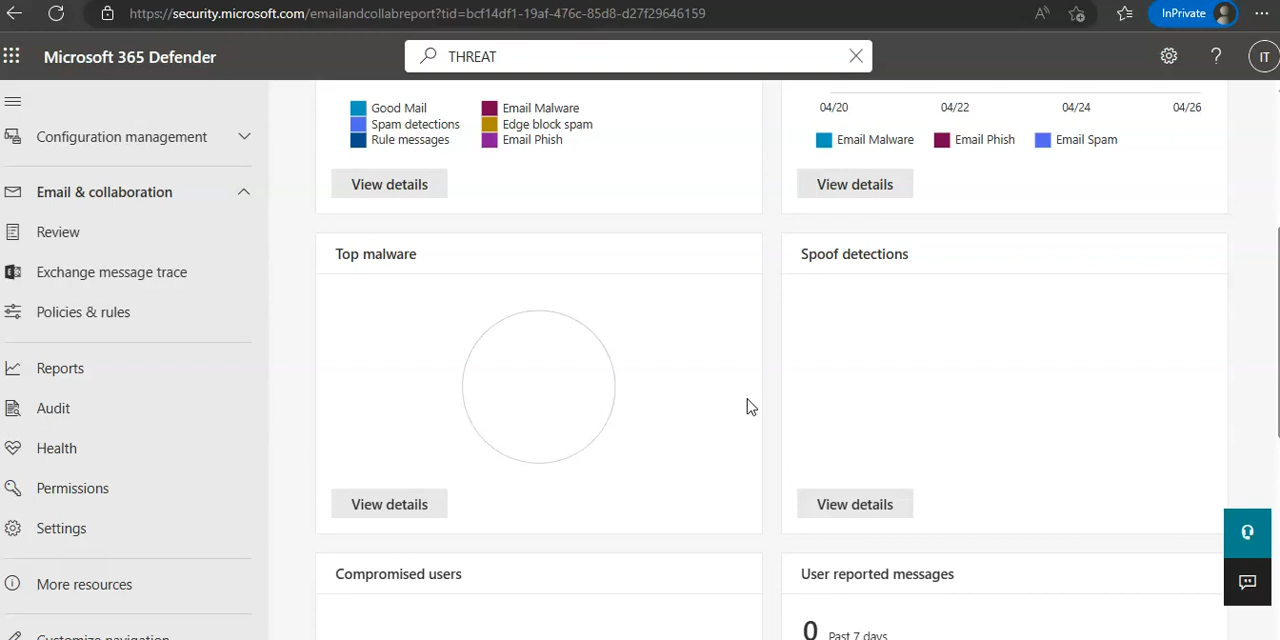 https://security.microsoft.com/emailandcollabreport?tid=bcf14df1-19af-476c-85d8-d27f29646159
InPrivate
Microsoft 365 Defender
THREAT
IT
Configuration management
Email & collaboration
Review
Exchange message trace
Policies & rules
Reports
Audit
Health
Permissions
Settings
More resources
Customize navigation
Good Mail
Email Malware
Spam detections
Edge block spam
Rule messages
Email Phish
View details
04/20
04/22
04/24
04/26
Email Malware
Email Phish
Email Spam
View details
Top malware
View details
Spoof detections
View details
Compromised users
User reported messages
0 Past 7 days